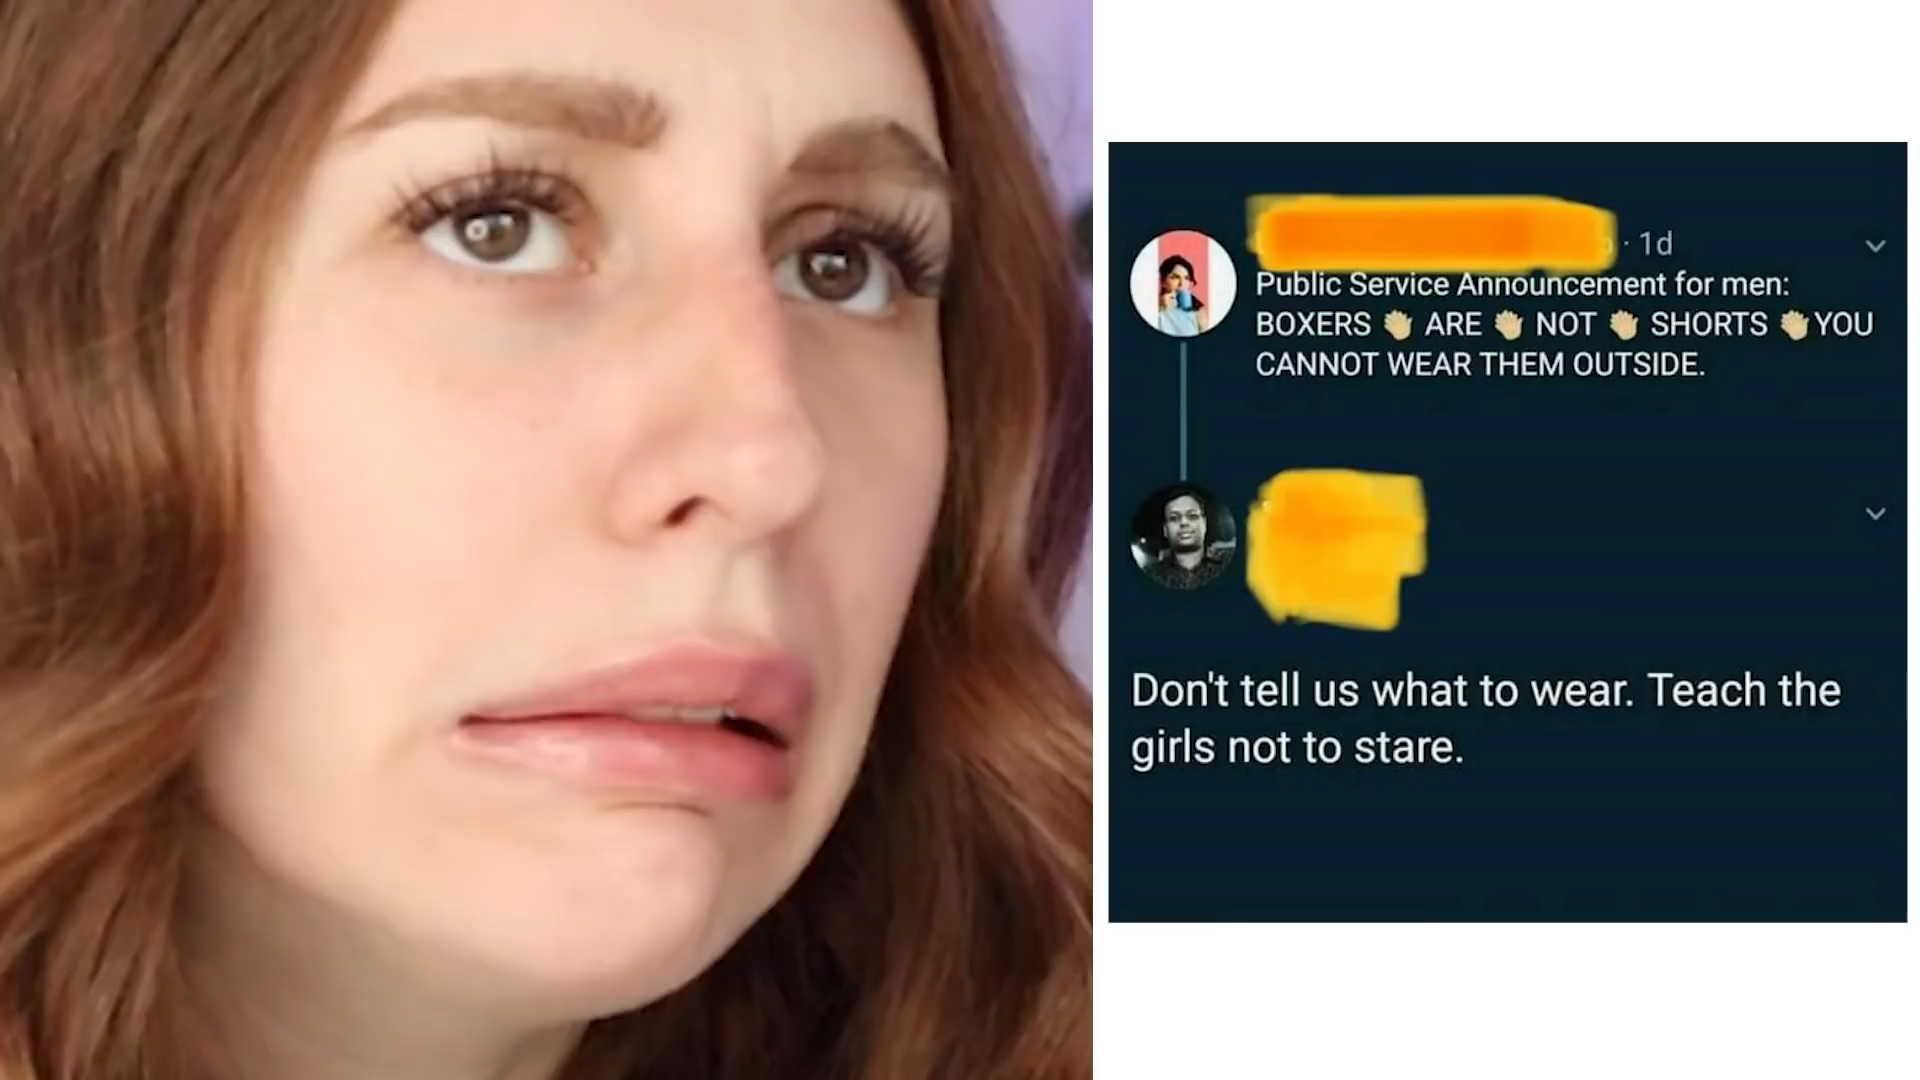 · 1d
Public Service Announcement for men:
BOXERS 👏🏼 ARE 👏🏼 NOT 👏🏼 SHORTS 👏🏼YOU
CANNOT WEAR THEM OUTSIDE.
Don't tell us what to wear. Teach the
girls not to stare.